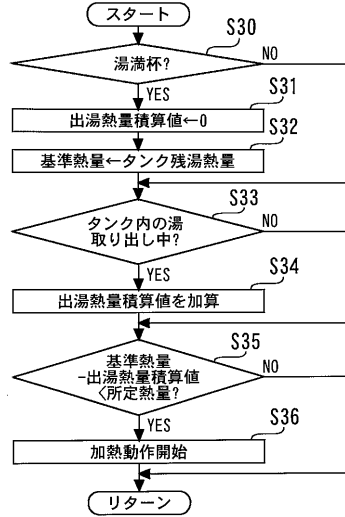 スタート
S30
湯満杯?
NO
YES
S31
出湯熱量積算値←0
S32
基準熱量←タンク残湯熱量
S33
タンク内の湯
取り出し中?
NO
YES
S34
出湯熱量積算値を加算
S35
基準熱量
-出湯熱量積算値
<所定熱量?
NO
YES
S36
加熱動作開始
リターン